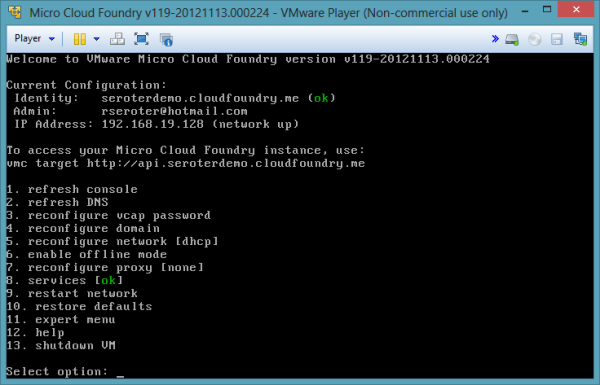 Micro Cloud Foundry v119-20121113.000224 - VMware Player (Non-commercial use only)
Player
Welcome to VMware Micro Cloud Foundry version v119-20121113.000224
Current Configuration:
Identity: seroterdemo.cloudfoundry.me (ok)
Admin: rseroter@hotmail.com
IP Address: 192.168.19.128 (network up)
To access your Micro Cloud Foundry instance, use:
vmc target http://api.seroterdemo.cloudfoundry.me
1. refresh console
2. refresh DNS
3. reconfigure vcap password
4. reconfigure domain
5. reconfigure network [dhcp]
6. enable offline mode
7. reconfigure proxy [none]
8. services [ok]
9. restart network
10. restore defaults
11. expert menu
12. help
13. shutdown VM
Select option: _